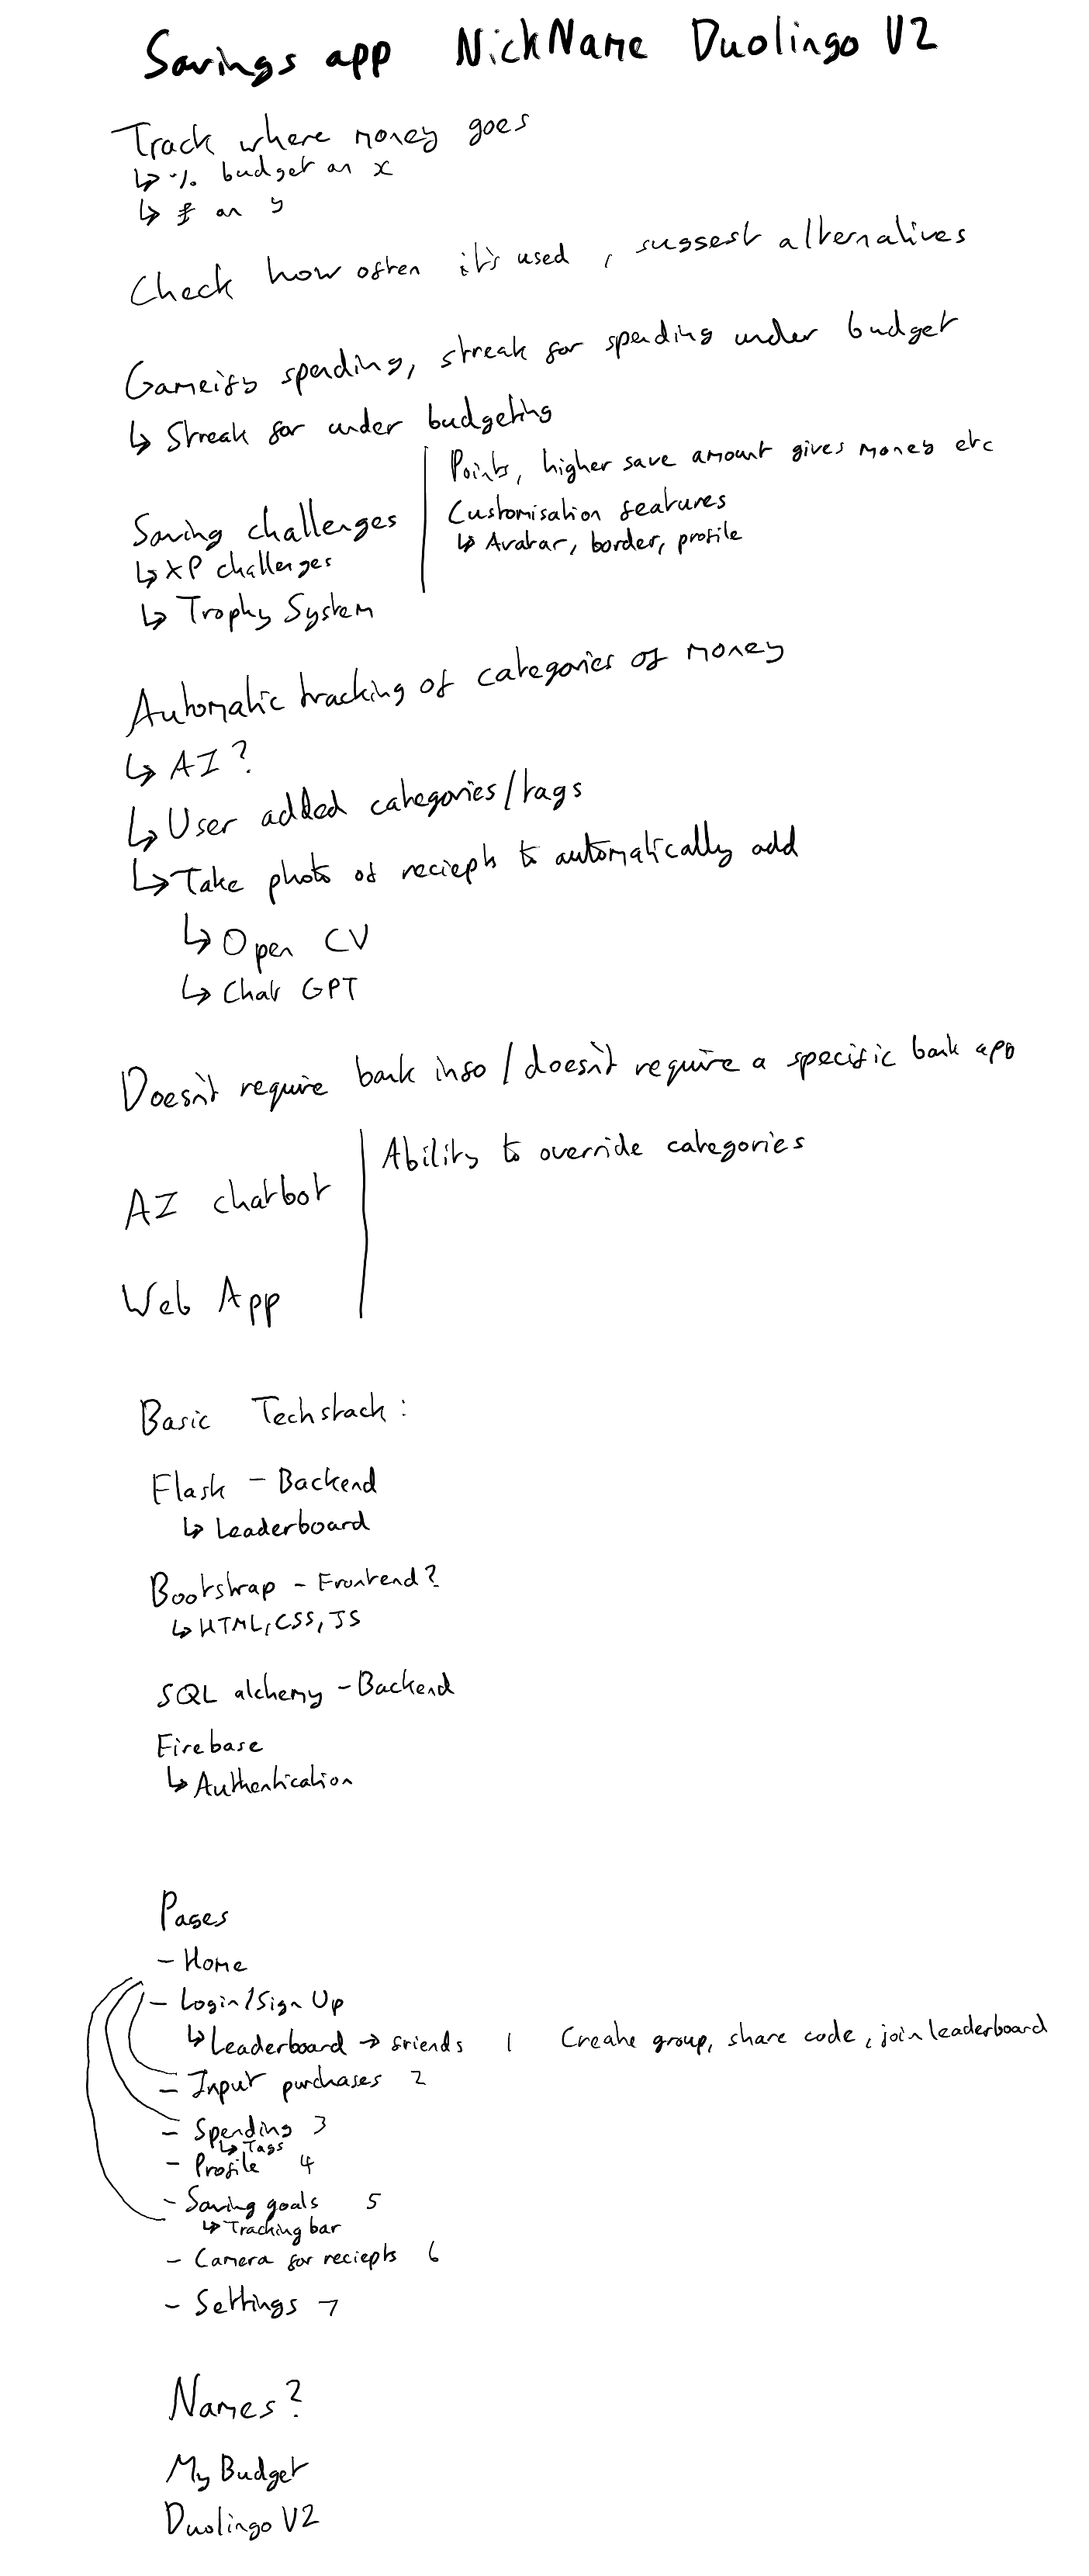 Savings app NickName Duolingo V2
Track where money goes
↳ % budget on x
↳ £ on y
Check how often it's used, suggest alternatives
Gameify spending, streak for spending under budget
↳ Streak for under budgeting
Points, higher save amount gives money etc
Customisation features
↳ Avatar, border, profile
Saving challenges
↳ XP challenges
↳ Trophy System
Automatic tracking of categories of money
↳ AI?
↳ User added categories/tags
↳ Take photo of reciepts to automatically add
↳ Open CV
↳ Chat GPT
Doesn't require bank info / doesn't require a specific bank app
Ability to override categories
AI chatbot
Web App
Basic Techstack:
Flask - Backend
↳ Leaderboard
Bootstrap - Frontend?
↳ HTML, CSS, JS
SQL alchemy - Backend
Firebase
↳ Authentication
Pages
- Home
- Login/Sign Up
↳ Leaderboard → friends 1 Create group, share code, join leaderboard
- Input purchases 2
- Spending 3
↳ Tags
- Profile 4
- Saving goals 5
↳ Tracking bar
- Camera for reciepts 6
- Settings 7
Names?
My Budget
Duolingo V2